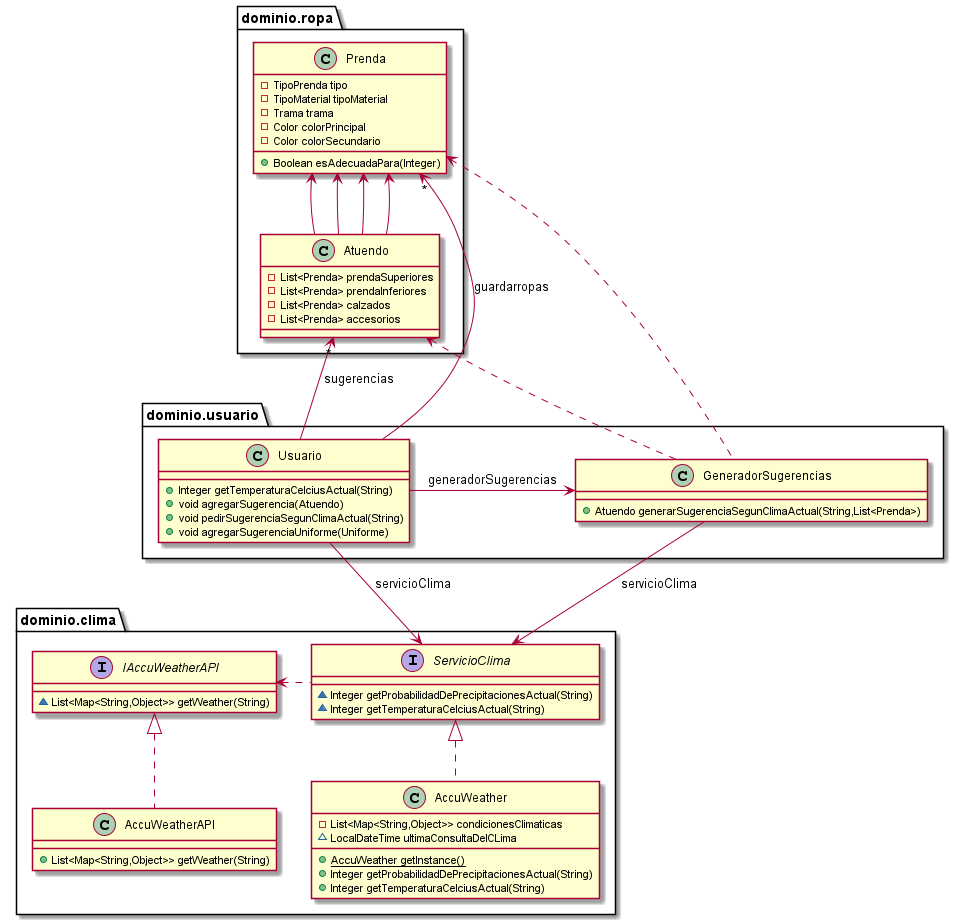 dominio.ropa
C Prenda
TipoPrenda tipo
TipoMaterial tipoMaterial
Trama trama
Color colorPrincipal
Color colorSecundario
Boolean esAdecuadaPara(Integer)
*
C Atuendo
List<Prenda> prendaSuperiores
List<Prenda> prendaInferiores
List<Prenda> calzados
List<Prenda> accesorios
guardarropas
*
sugerencias
dominio.usuario
C Usuario
Integer getTemperaturaCelciusActual(String)
void agregarSugerencia(Atuendo)
void pedirSugerenciaSegunClimaActual(String)
void agregarSugerenciaUniforme(Uniforme)
generadorSugerencias
C GeneradorSugerencias
Atuendo generarSugerenciaSegunClimaActual(String,List<Prenda>)
servicioClima
servicioClima
dominio.clima
I IAccuWeatherAPI
List<Map<String,Object>> getWeather(String)
I ServicioClima
Integer getProbabilidadDePrecipitacionesActual(String)
Integer getTemperaturaCelciusActual(String)
C AccuWeatherAPI
List<Map<String,Object>> getWeather(String)
C AccuWeather
List<Map<String,Object>> condicionesClimaticas
LocalDateTime ultimaConsultaDelCLima
AccuWeather getInstance()
Integer getProbabilidadDePrecipitacionesActual(String)
Integer getTemperaturaCelciusActual(String)